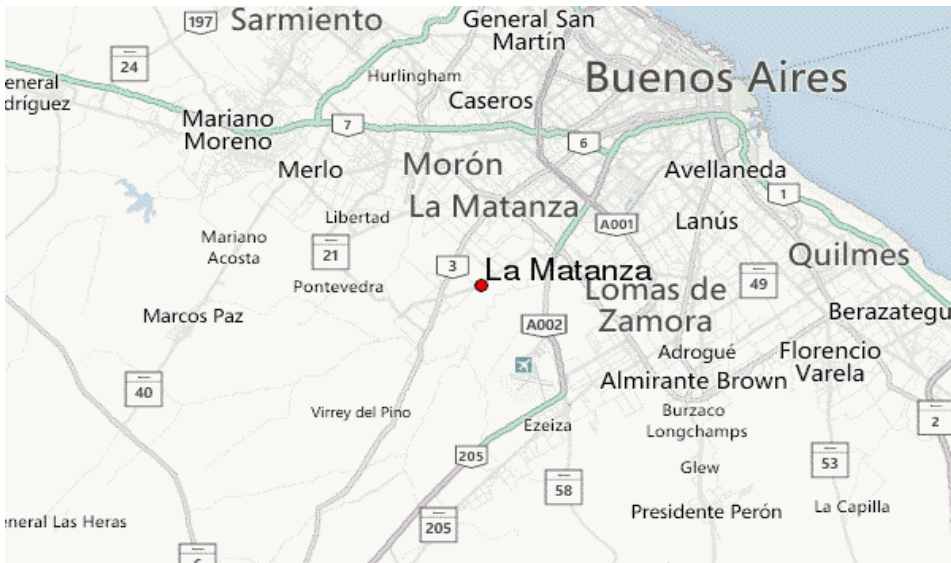 197
Sarmiento
General San
Martín
24
Hurlingham
Buenos Aires
eneral
dríguez
Caseros
Mariano
Moreno
7
6
Merlo
Morón
Avellaneda
1
Libertad
La Matanza
A001
Lanús
Mariano
Acosta
21
3
La Matanza
Quilmes
Pontevedra
49
Lomas de
Zamora
Marcos Paz
A002
Berazategu
Adrogué
Florencio
Varela
40
Almirante Brown
Virrey del Pino
Burzaco
2
Ezeiza
Longchamps
205
Glew
53
58
205
Presidente Perón
La Capilla
eneral Las Heras
6